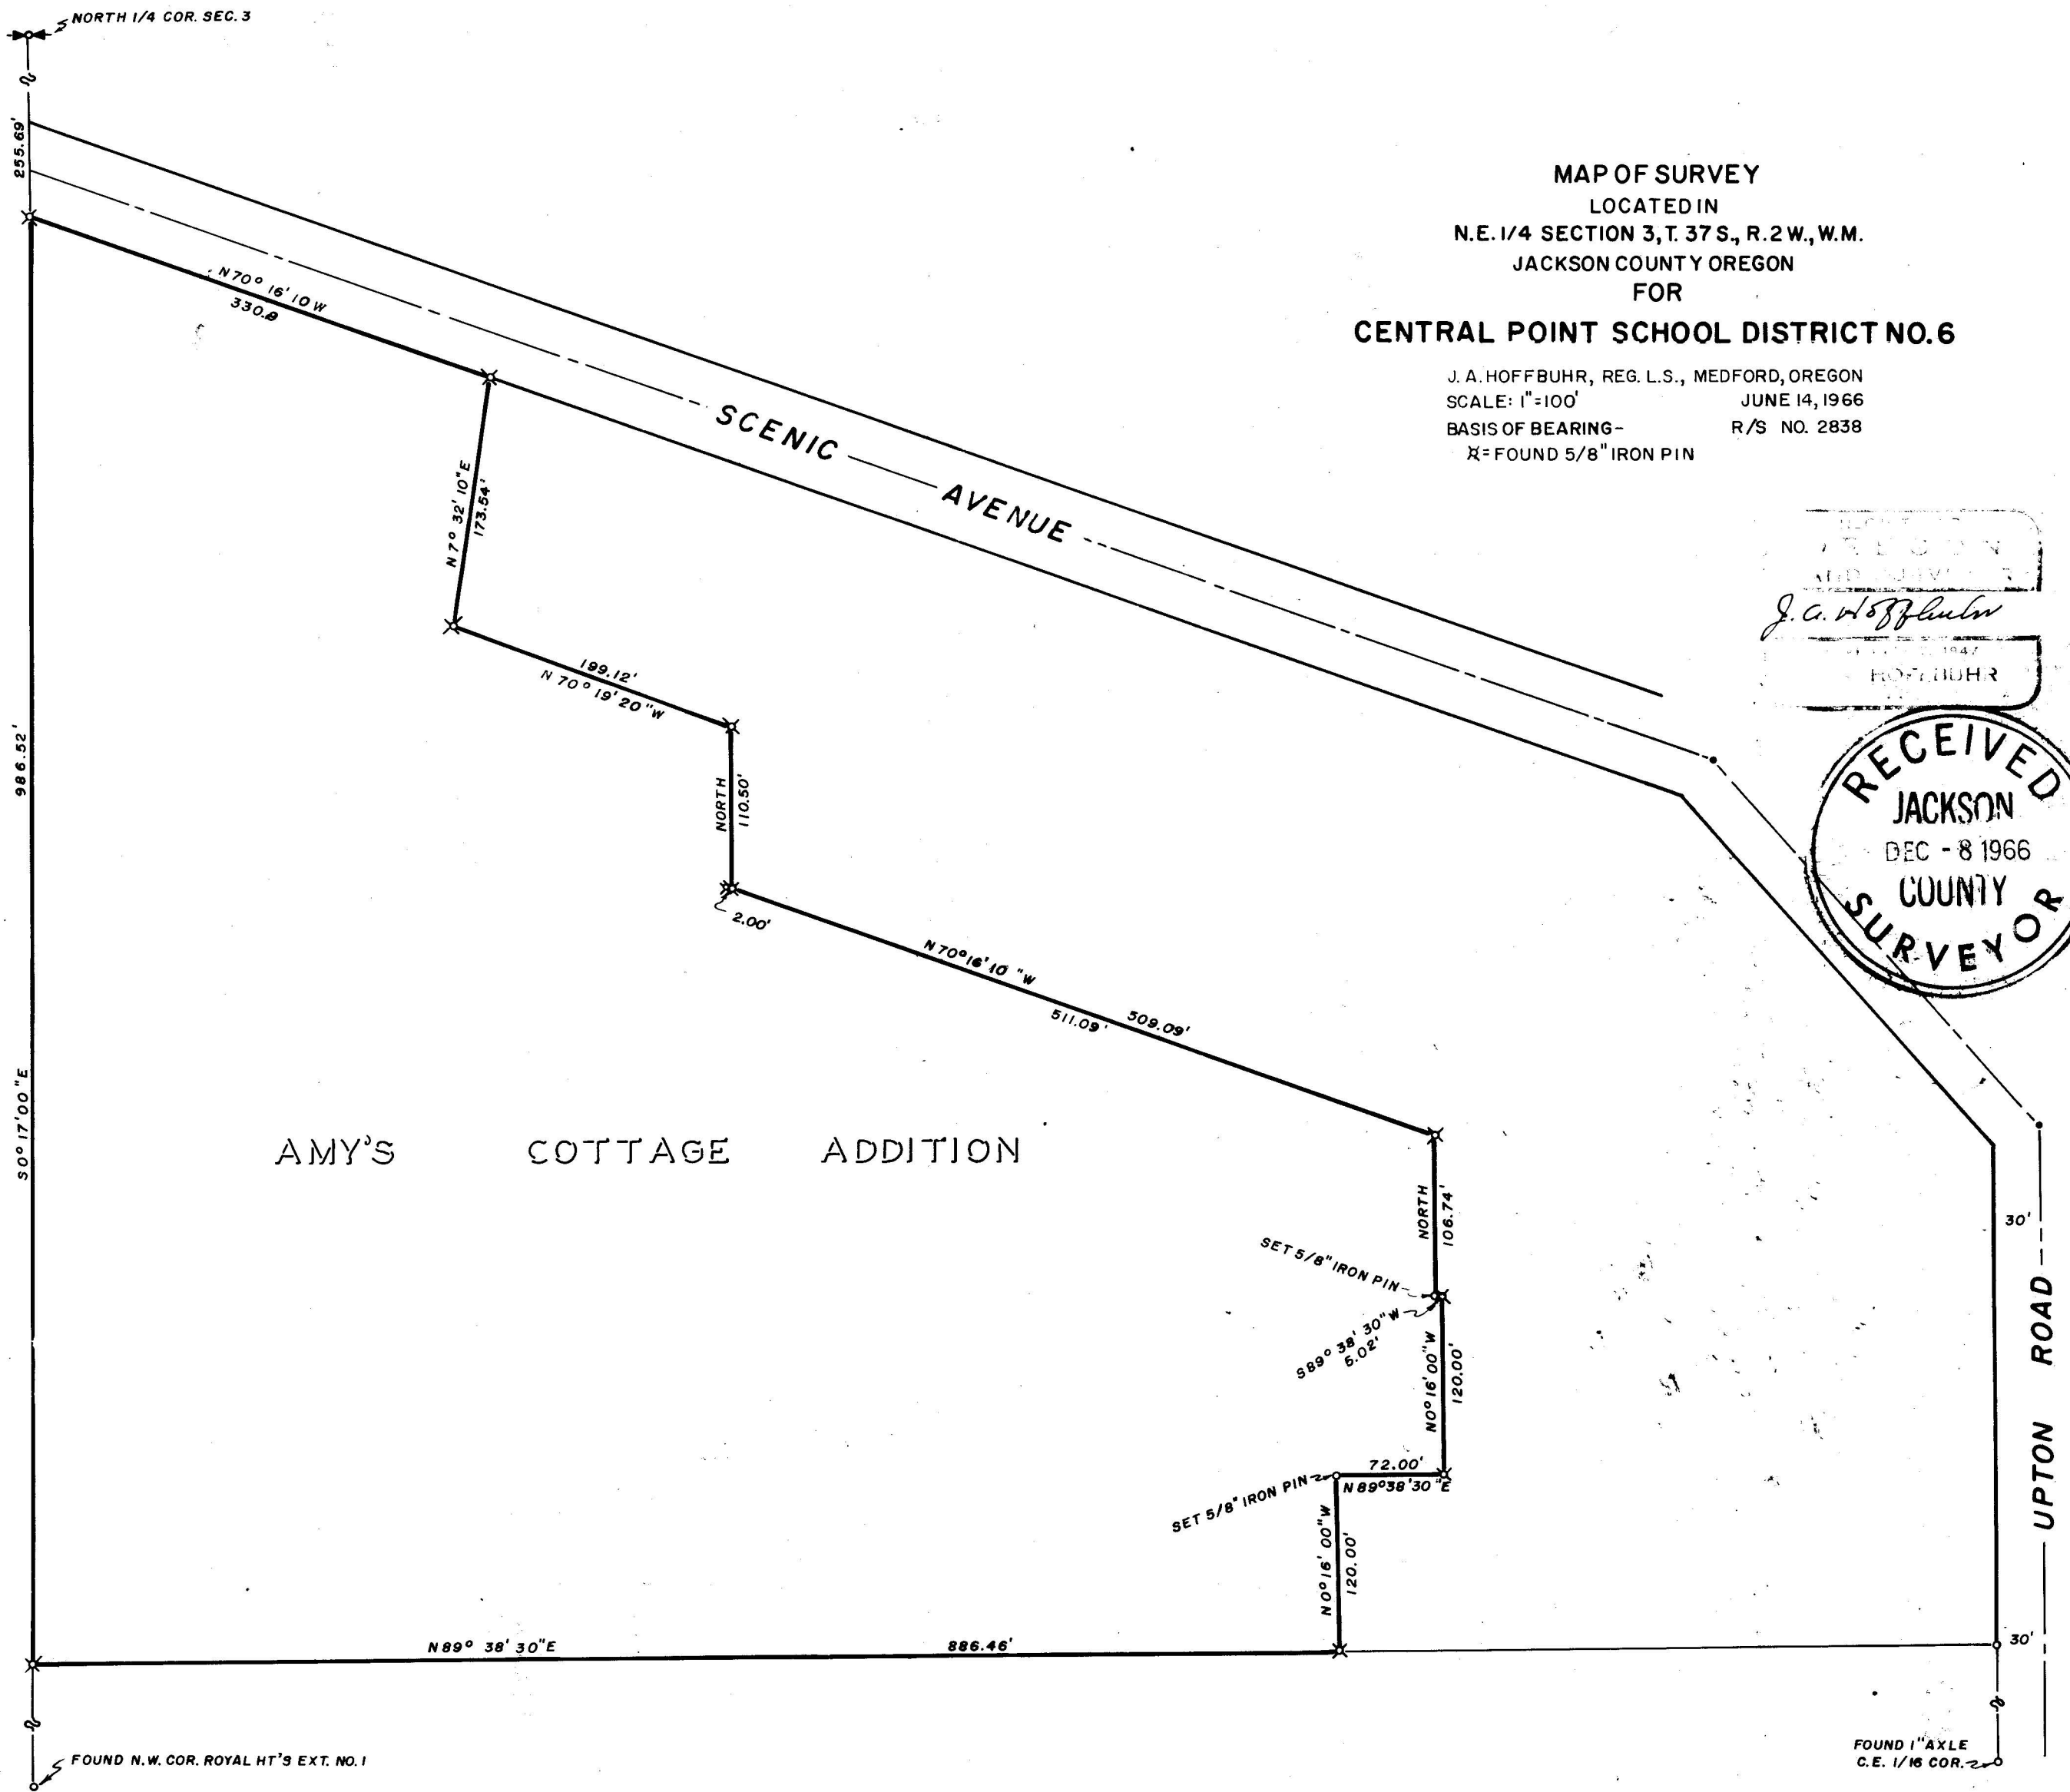 NORTH 1/4 COR. SEC. 3
255.69'
N 70° 16' 10 W
330.
MAP OF SURVEY
LOCATED IN
N.E. 1/4 SECTION 3, T. 37 S., R. 2 W., W.M.
JACKSON COUNTY OREGON
FOR
CENTRAL POINT SCHOOL DISTRICT NO. 6
J. A. HOFFBUHR, REG. L.S., MEDFORD, OREGON
SCALE: 1"=100' JUNE 14, 1966
BASIS OF BEARING- R/S NO. 2838
= FOUND 5/8" IRON PIN
SCENIC AVENUE
N 7° 32' 10" E
173.54'
199.12'
N 70° 19' 20" W
NORTH
110.50'
2.00'
986.52'
S 0° 17' 00" E
J. A. Hoffbuhr
1947
HOFFBUHR
RECEIVED
JACKSON
DEC - 8 1966
COUNTY
SURVEYOR
N 70° 16' 10 "W
511.09' 509.09'
AMY'S COTTAGE ADDITION
NORTH
106.74'
SET 5/8" IRON PIN
S 89° 38' 30" W
5.02'
N 0° 16' 00" W
120.00'
72.00'
N 89° 38' 30 "E
SET 5/8" IRON PIN
N 0° 16' 00" W
120.00'
30'
UPTON ROAD
30'
N 89° 38' 30" E 886.46'
FOUND N.W. COR. ROYAL HT'S EXT. NO. 1
FOUND 1" AXLE
C.E. 1/16 COR.